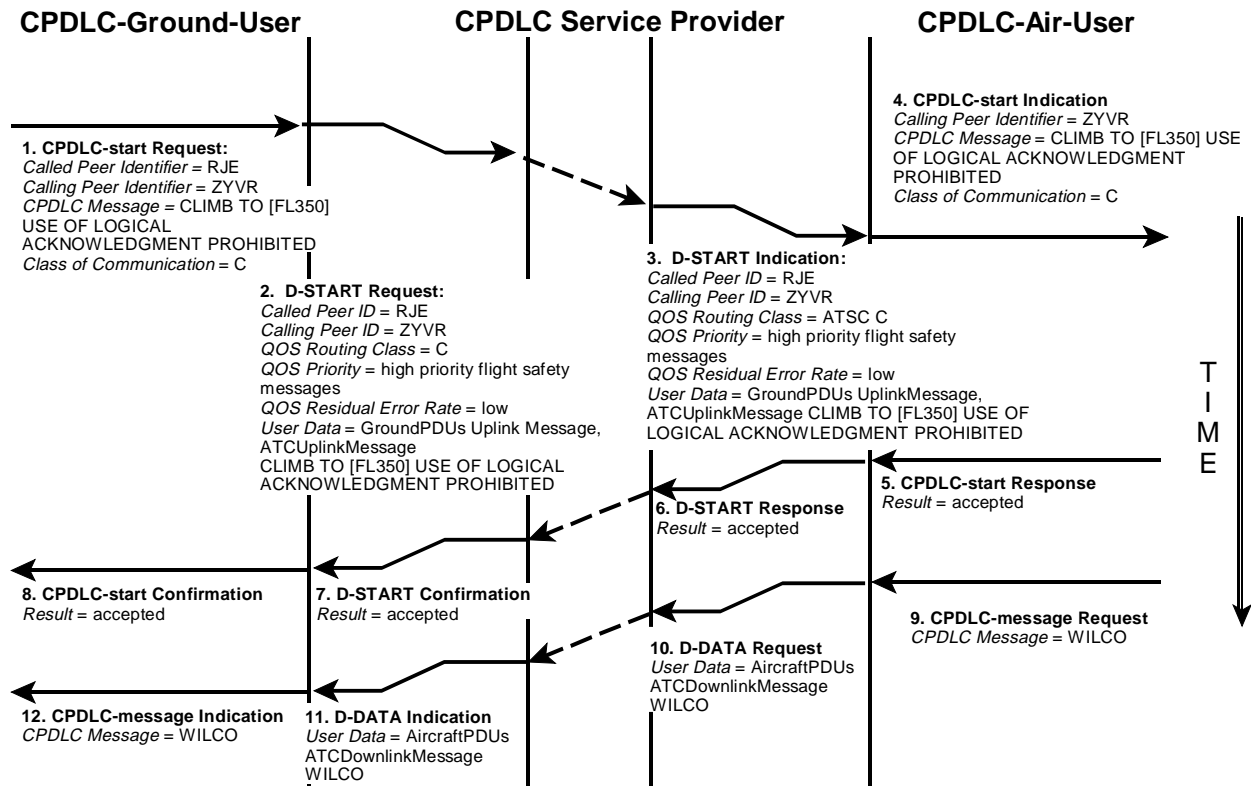 CPDLC-Ground-User
CPDLC Service Provider
CPDLC-Air-User
1. CPDLC-start Request:
Called Peer Identifier = RJE
Calling Peer Identifier = ZYVR
CPDLC Message = CLIMB TO [FL350]
USE OF LOGICAL
ACKNOWLEDGMENT PROHIBITED
Class of Communication = C
2. D-START Request:
Called Peer ID = RJE
Calling Peer ID = ZYVR
QOS Routing Class = C
QOS Priority = high priority flight safety
messages
QOS Residual Error Rate = low
User Data = GroundPDUs Uplink Message,
ATCUplinkMessage
CLIMB TO [FL350] USE OF LOGICAL
ACKNOWLEDGMENT PROHIBITED
3. D-START Indication:
Called Peer ID = RJE
Calling Peer ID = ZYVR
QOS Routing Class = ATSC C
QOS Priority = high priority flight safety
messages
QOS Residual Error Rate = low
User Data = GroundPDUs UplinkMessage,
ATCUplinkMessage CLIMB TO [FL350] USE OF
LOGICAL ACKNOWLEDGMENT PROHIBITED
4. CPDLC-start Indication
Calling Peer Identifier = ZYVR
CPDLC Message = CLIMB TO [FL350] USE
OF LOGICAL ACKNOWLEDGMENT
PROHIBITED
Class of Communication = C
T
I
M
E
5. CPDLC-start Response
Result = accepted
6. D-START Response
Result = accepted
7. D-START Confirmation
Result = accepted
8. CPDLC-start Confirmation
Result = accepted
9. CPDLC-message Request
CPDLC Message = WILCO
10. D-DATA Request
User Data = AircraftPDUs
ATCDownlinkMessage
WILCO
11. D-DATA Indication
User Data = AircraftPDUs
ATCDownlinkMessage
WILCO
12. CPDLC-message Indication
CPDLC Message = WILCO